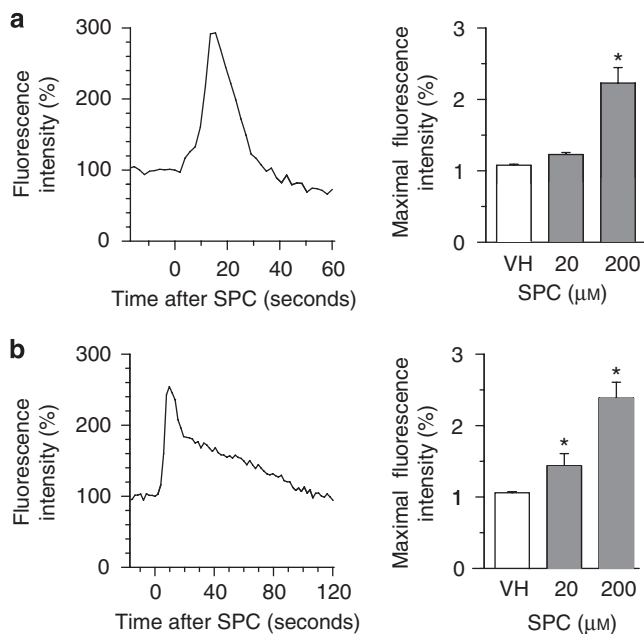 a
300
200
100
0
Fluorescence
intensity (%)
0 20 40 60
Time after SPC (seconds)
3
2
1
0
Maximal fluorescence
intensity (%)
*
VH 20 200
SPC (μM)
b
300
200
100
0
Fluorescence
intensity (%)
0 40 80 120
Time after SPC (seconds)
3
2
1
0
Maximal fluorescence
intensity (%)
*
*
VH 20 200
SPC (μM)